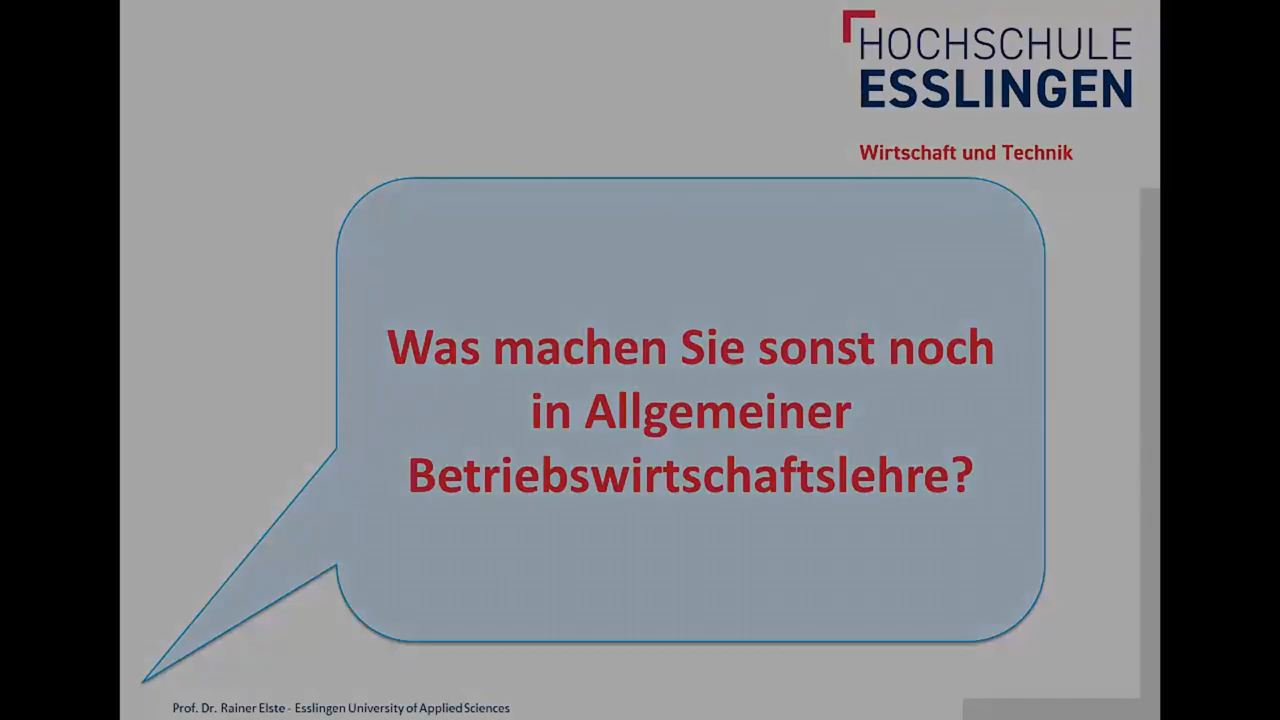 HOCHSCHULE
ESSLINGEN
Wirtschaft und Technik
Was machen Sie sonst noch
in Allgemeiner
Betriebswirtschaftslehre?
Prof. Dr. Rainer Elste - Esslingen University of Applied Sciences